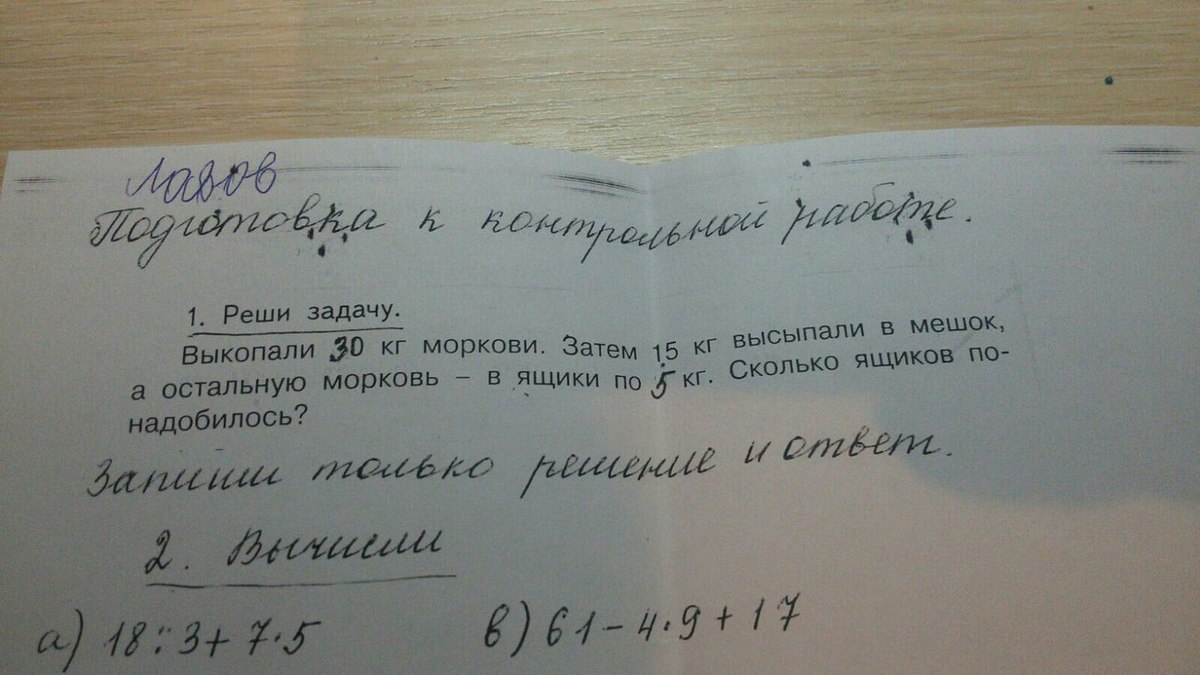 Лазов
Подготовка к контрольной работе.
1. Реши задачу.
Выкопали 30 кг моркови. Затем 15 кг высыпали в мешок,
а остальную морковь – в ящики по 5 кг. Сколько ящиков по-
надобилось?
Запиши только решение и ответ.
2. Вычисли
а) 18:3+7·5
в) 61-4·9+17